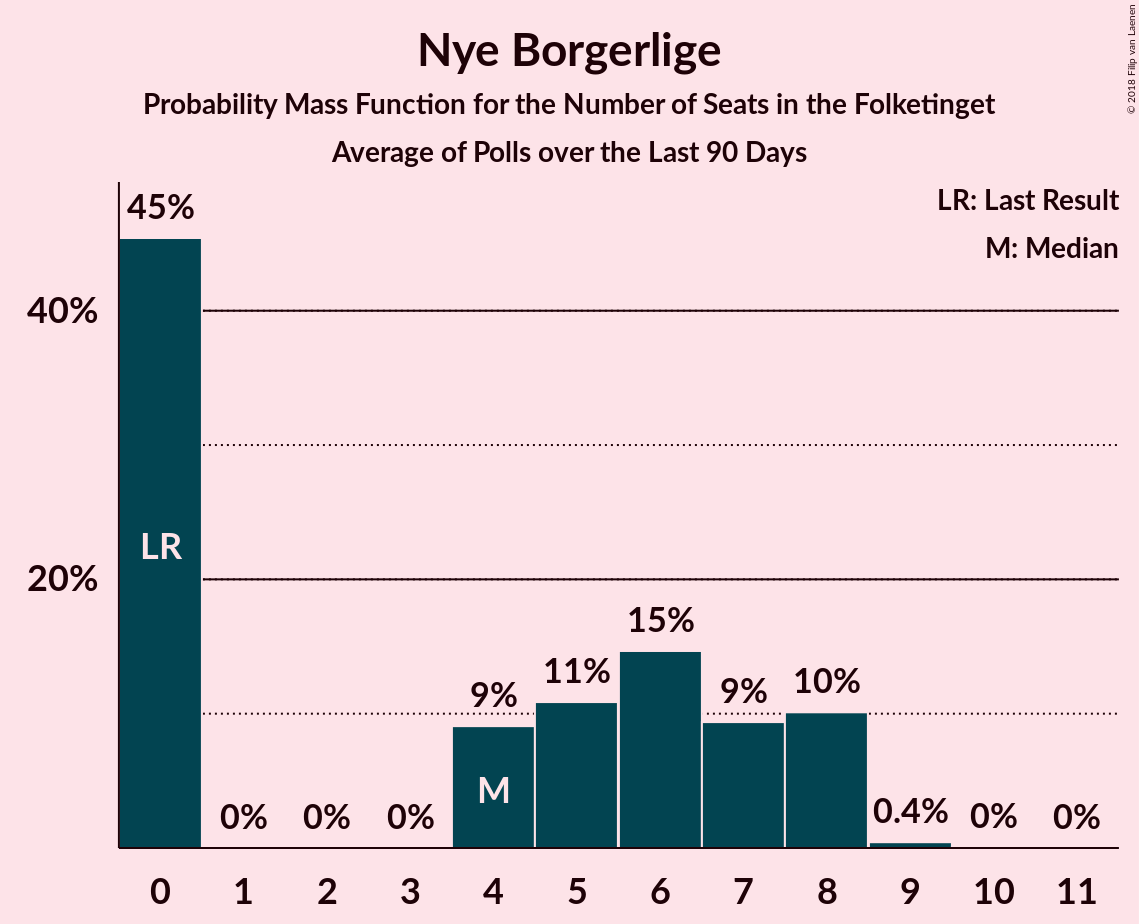 Nye Borgerlige
Probability Mass Function for the Number of Seats in the Folketinget
Average of Polls over the Last 90 Days
© 2018 Filip van Laenen
LR: Last Result
M: Median
45%
40%
20%
LR
0%
0%
0%
9%
M
11%
15%
9%
10%
0.4%
0%
0%
0 1 2 3 4 5 6 7 8 9 10 11